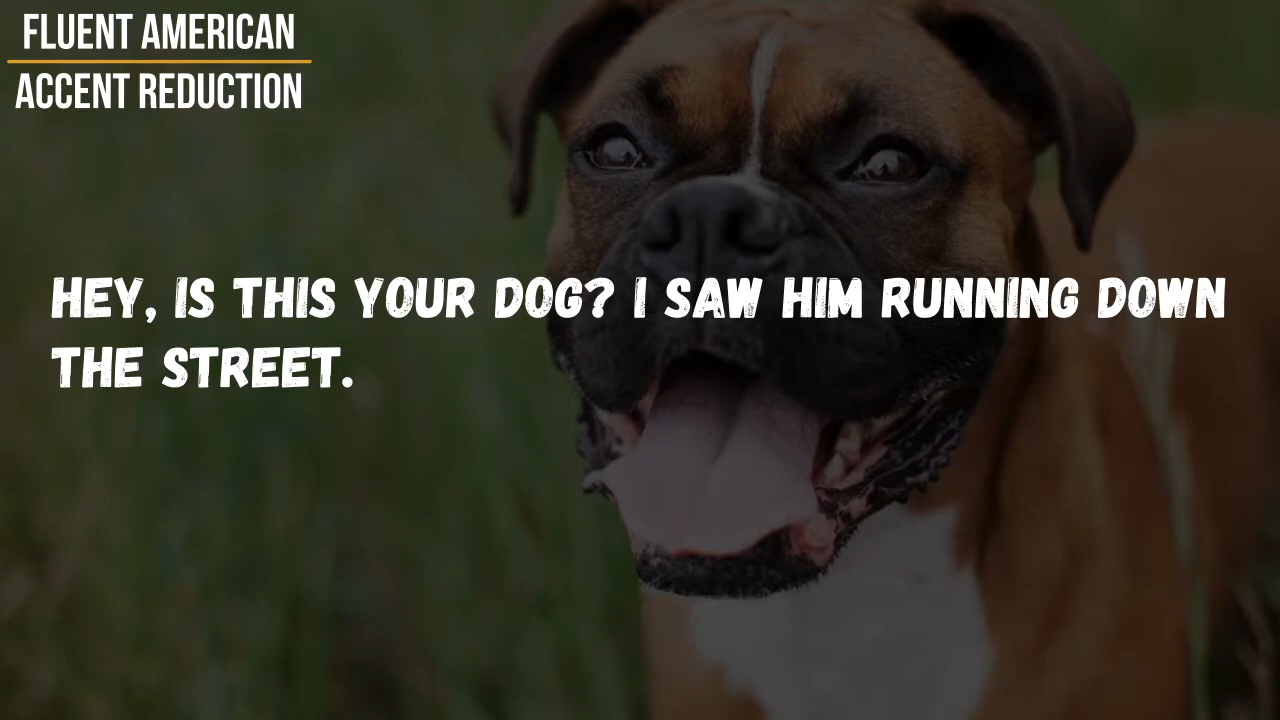 FLUENT AMERICAN
ACCENT REDUCTION
HEY, IS THIS YOUR DOG? I SAW HIM RUNNING DOWN
THE STREET.